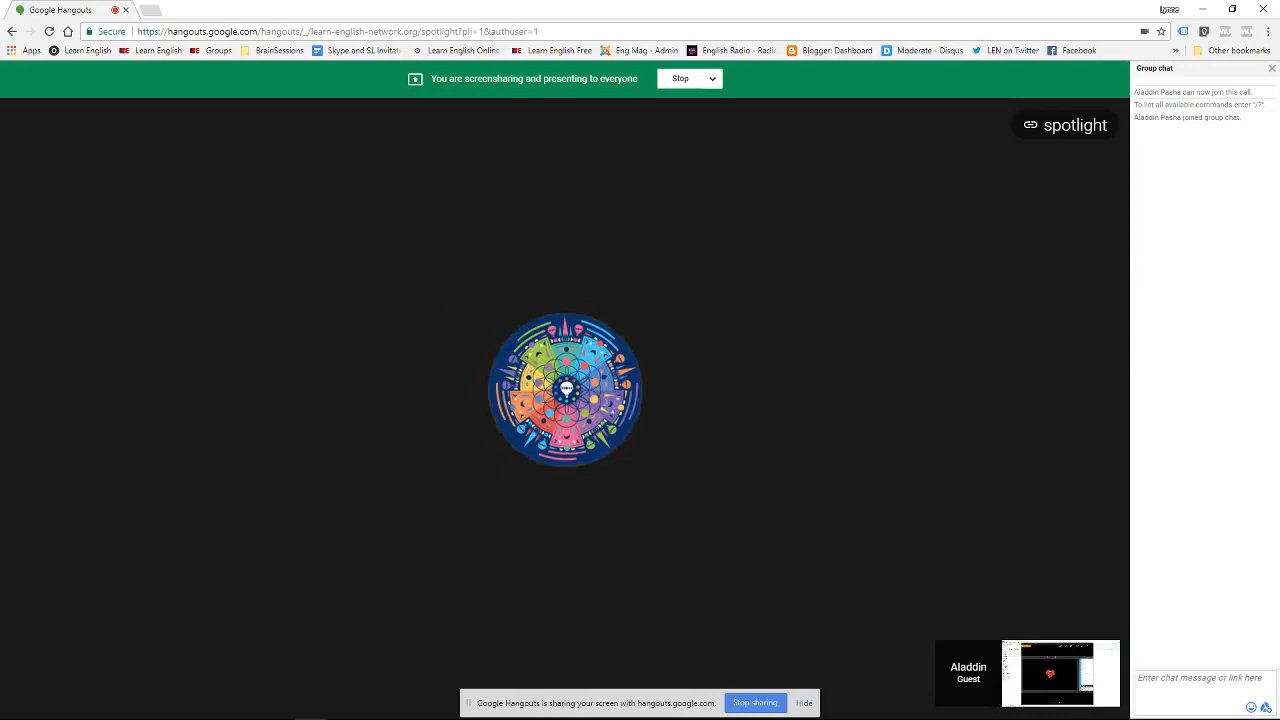 Google Hangouts
Secure
https://hangouts.google.com/hangouts/_/learn-english-network.org/spotlight?pli=1&authuser=1
Apps
Learn English
Learn English
Groups
BrainSessions
Skype and SL Invitat
Learn English Online
English Test Free
Eng Mag - Admin
English Radio - Radi
Blogger: Dashboard
Moderate - Disqus
LEN on Twitter
Facebook
»
Other bookmarks
You are screensharing and presenting to everyone
Stop
Group chat
Aladdin Pasha can now join this call.
To list all available commands enter "/?"
Aladdin Pasha joined group chat.
spotlight
Aladdin
Guest
Enter chat message or link here
Google Hangouts is sharing your screen with hangouts.google.com.
Stop sharing
Hide